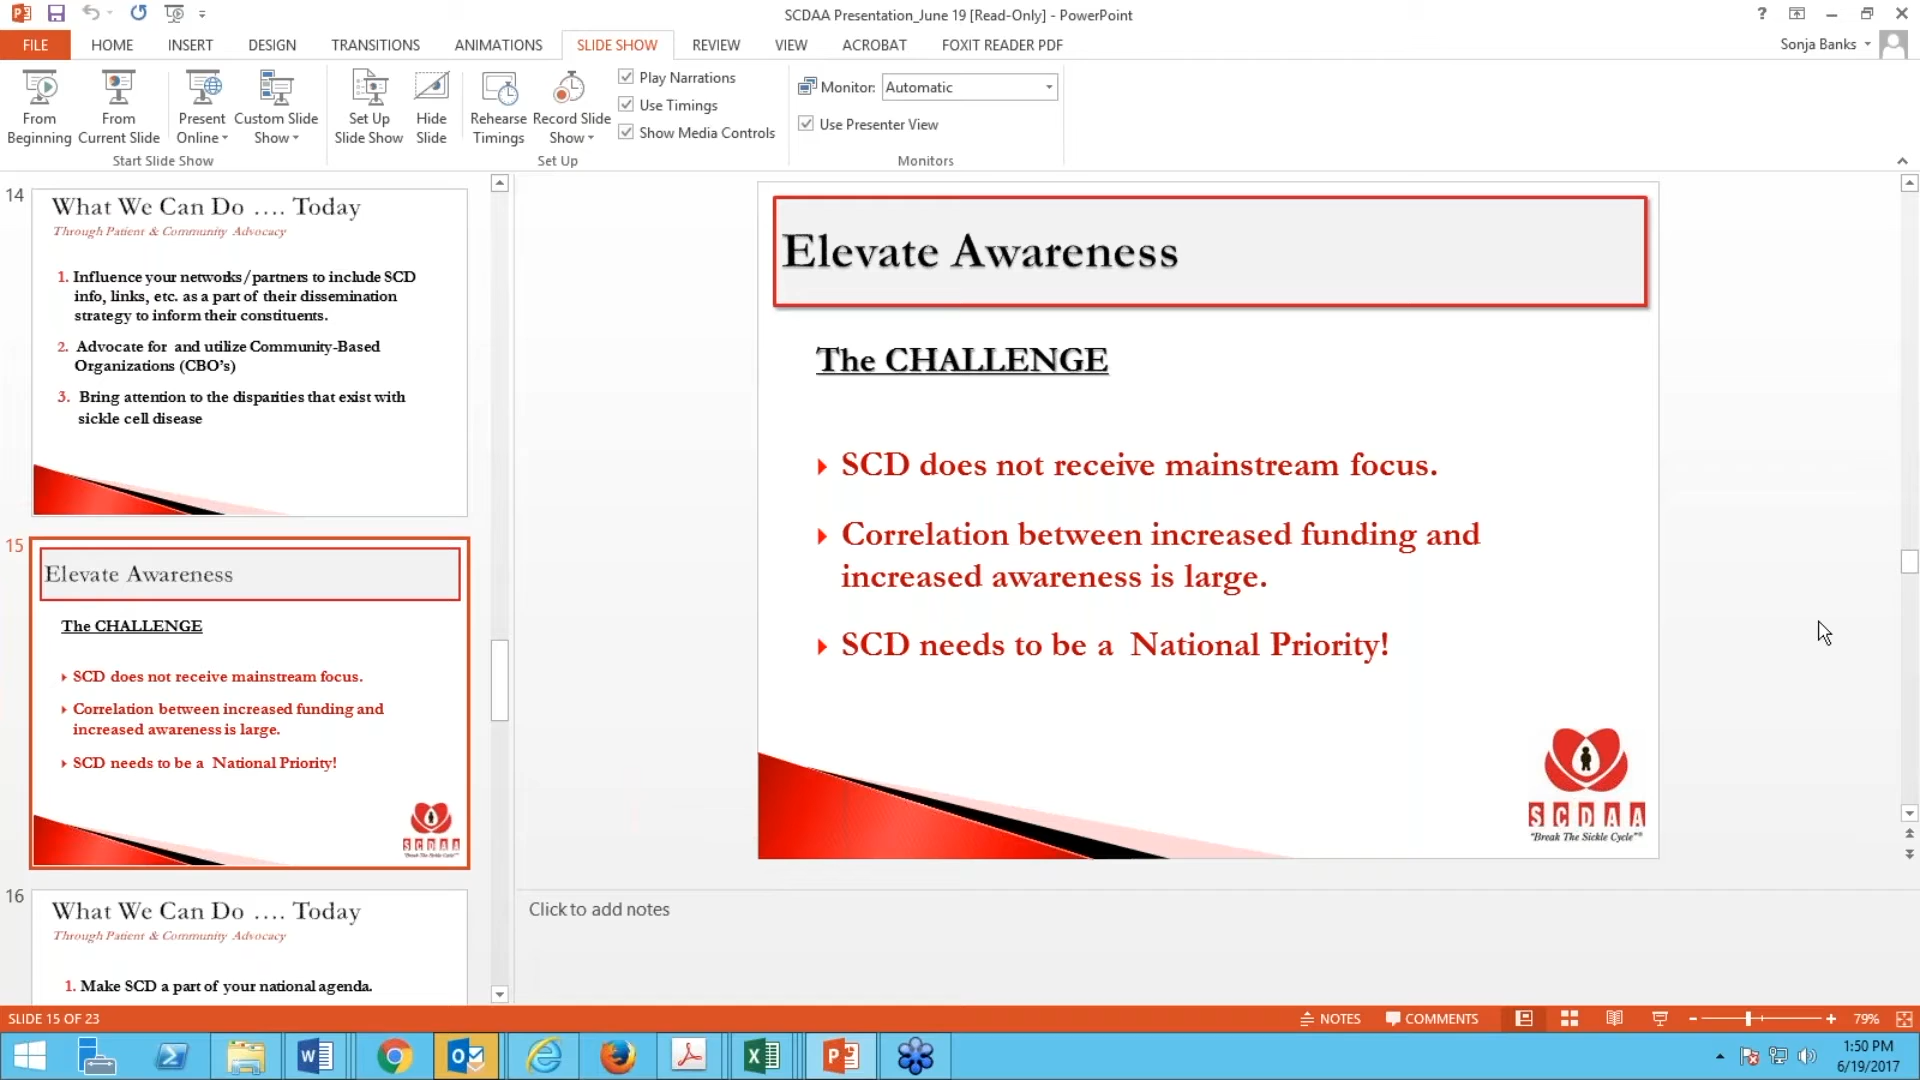 SCDAA Presentation_June 19 [Read-Only] - PowerPoint
FILE HOME INSERT DESIGN TRANSITIONS ANIMATIONS SLIDE SHOW REVIEW VIEW ACROBAT FOXIT READER PDF
Sonja Banks
From Beginning
From Current Slide
Present Online
Custom Slide Show
Start Slide Show
Set Up Slide Show
Hide Slide
Rehearse Timings
Record Slide Show
Play Narrations
Use Timings
Show Media Controls
Set Up
Monitor: Automatic
Use Presenter View
Monitors
14
What We Can Do .... Today
Through Patient & Community Advocacy
1. Influence your networks/partners to include SCD
info, links, etc. as a part of their dissemination
strategy to inform their constituents.
2. Advocate for and utilize Community-Based
Organizations (CBO's)
3. Bring attention to the disparities that exist with
sickle cell disease
15
Elevate Awareness
The CHALLENGE
SCD does not receive mainstream focus.
Correlation between increased funding and
increased awareness is large.
SCD needs to be a National Priority!
SCDAA
"Break The Sickle Cycle"
16
What We Can Do .... Today
Through Patient & Community Advocacy
1. Make SCD a part of your national agenda.
Elevate Awareness
The CHALLENGE
SCD does not receive mainstream focus.
Correlation between increased funding and
increased awareness is large.
SCD needs to be a National Priority!
SCDAA
"Break The Sickle Cycle"®
Click to add notes
SLIDE 15 OF 23
NOTES
COMMENTS
79%
1:50 PM
6/19/2017